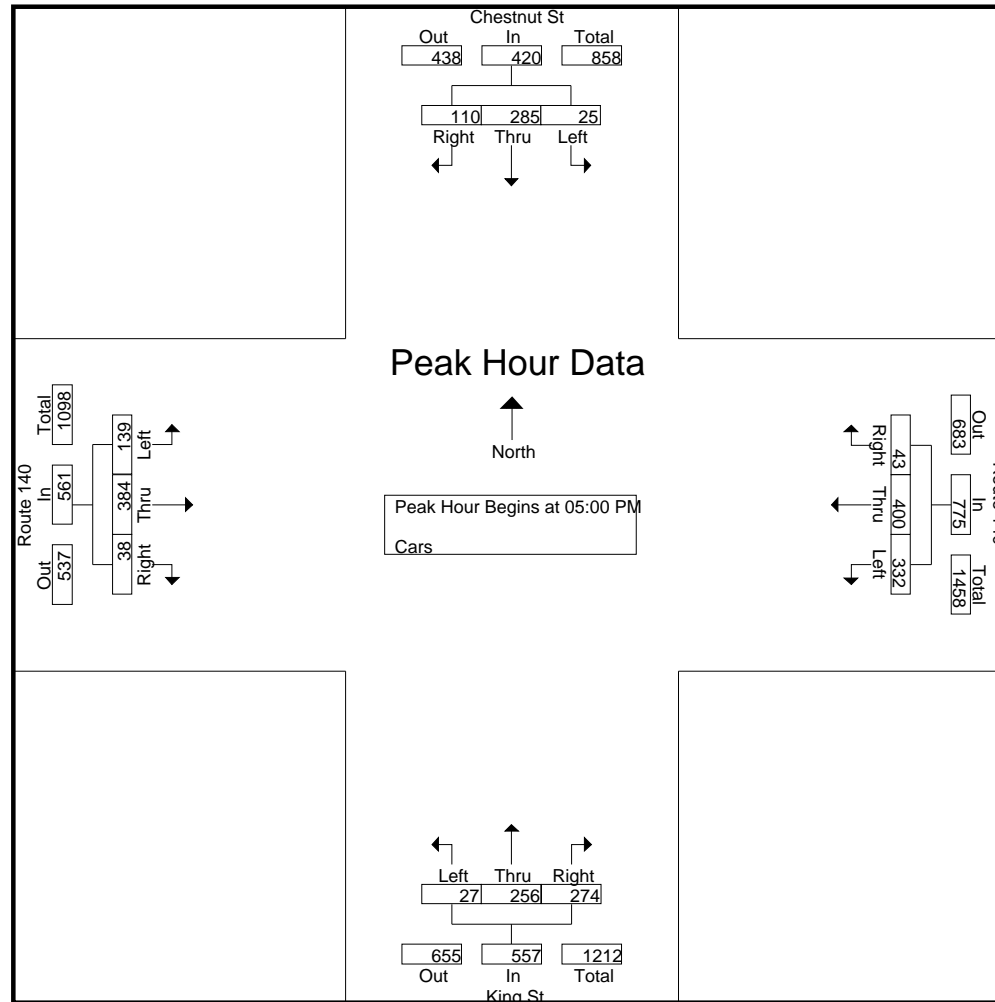 Chestnut St
Out In Total
438 420 858
110 285 25
Right Thru Left
Peak Hour Data
North
Peak Hour Begins at 05:00 PM
Cars
Route 140
Total In Out
1098 561 537
139 384 38
Left Thru Right
Right Thru Left
43 400 332
Out In Total
683 775 1458
Left Thru Right
27 256 274
655 557 1212
Out In Total
King St